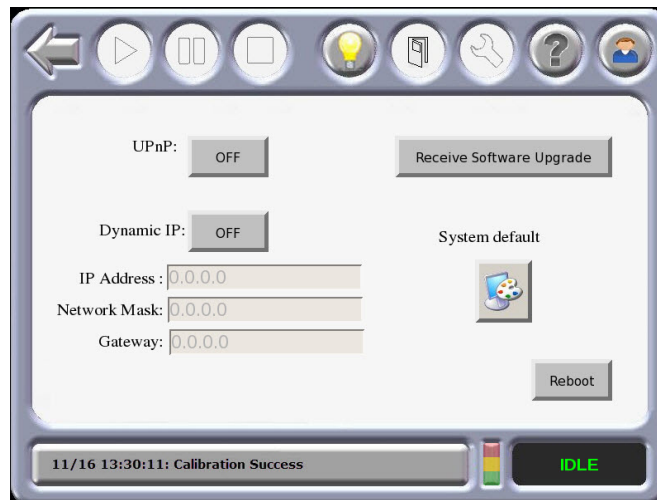 UPnP:
OFF
Receive Software Upgrade
Dynamic IP:
OFF
System default
IP Address :
0.0.0.0
Network Mask:
0.0.0.0
Gateway:
0.0.0.0
Reboot
11/16 13:30:11: Calibration Success
IDLE